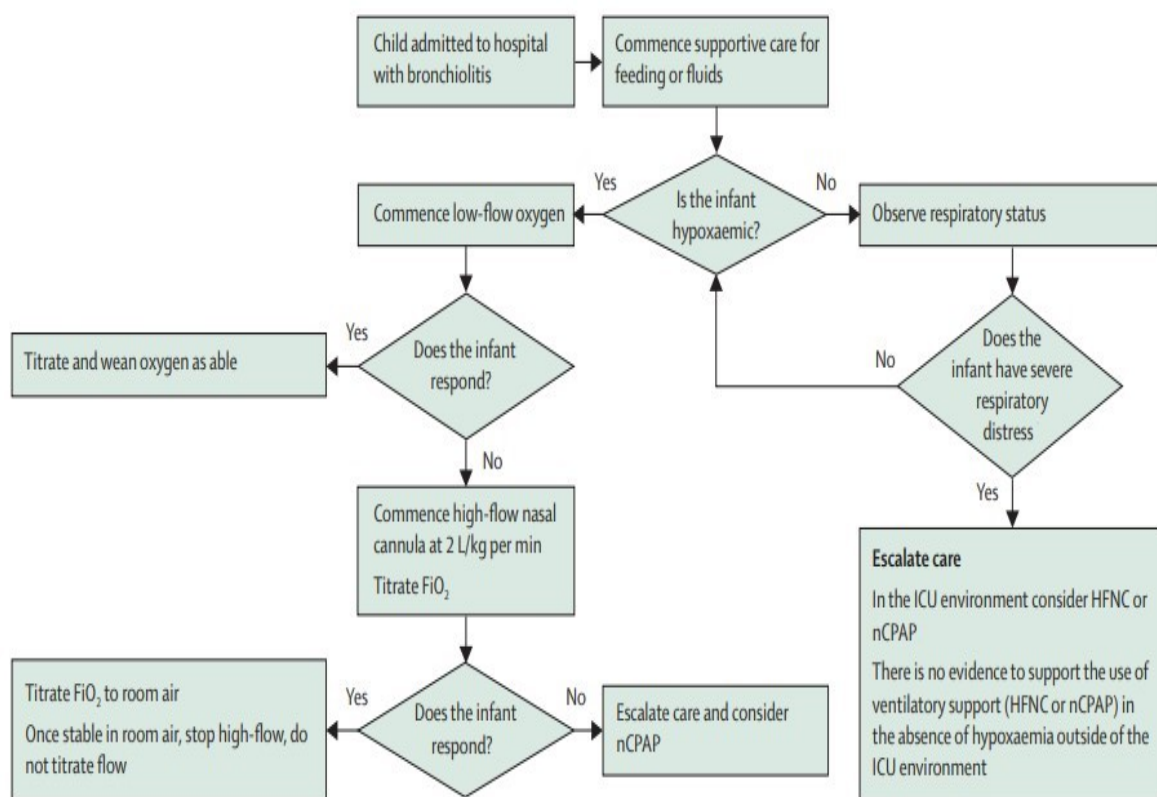 Child admitted to hospital
with bronchiolitis
Commence supportive care for
feeding or fluids
Is the infant
hypoxaemic?
Yes
No
Commence low-flow oxygen
Observe respiratory status
Does the infant
respond?
Yes
No
Titrate and wean oxygen as able
Does the
infant have severe
respiratory
distress
No
Yes
Commence high-flow nasal
cannula at 2 L/kg per min
Titrate FiO₂
Escalate care
In the ICU environment consider HFNC or
nCPAP
There is no evidence to support the use of
ventilatory support (HFNC or nCPAP) in
the absence of hypoxaemia outside of the
ICU environment
Does the infant
respond?
Yes
No
Titrate FiO₂ to room air
Once stable in room air, stop high-flow, do
not titrate flow
Escalate care and consider
nCPAP